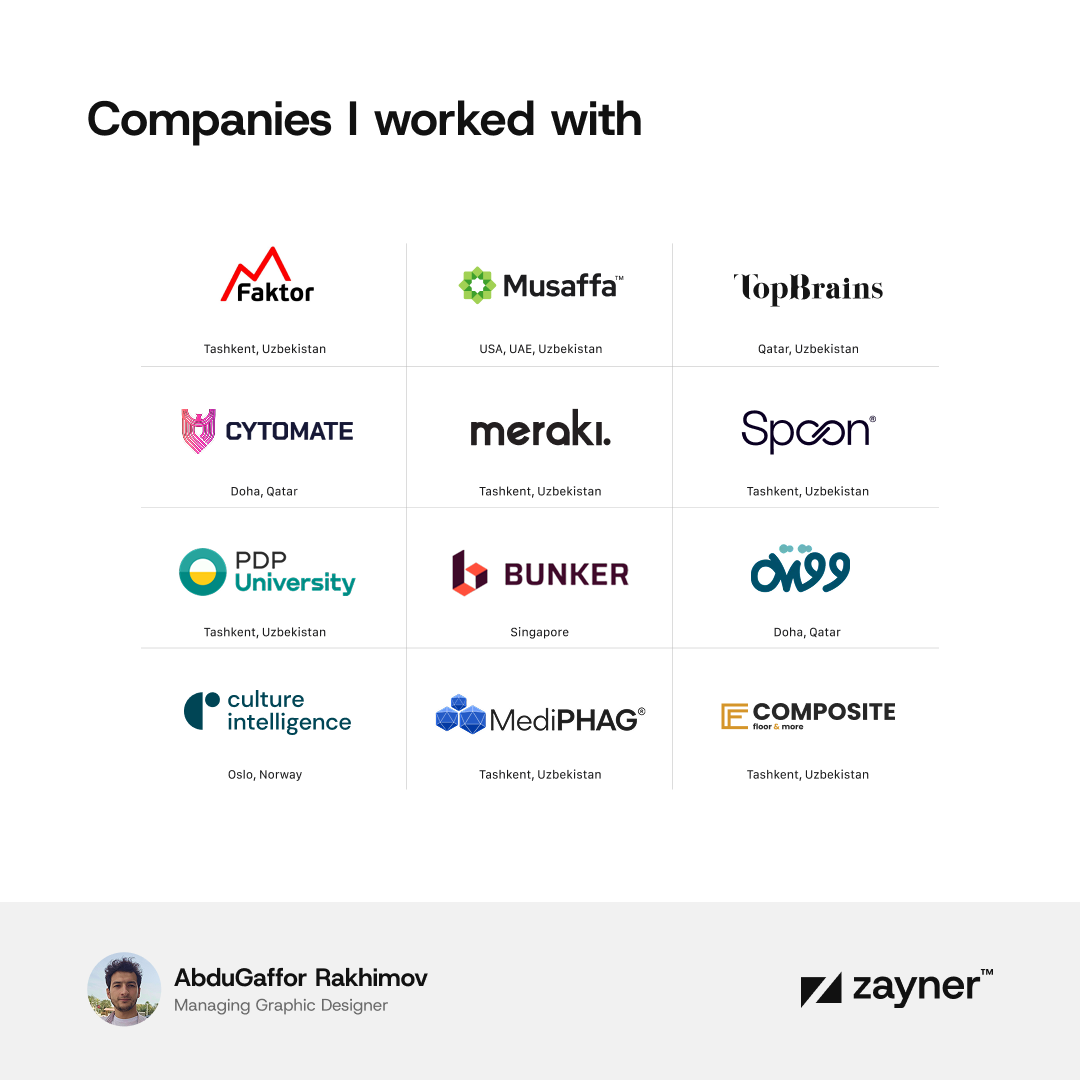 Companies I worked with
Faktor
Musaffa™
TopBrains
Tashkent, Uzbekistan
USA, UAE, Uzbekistan
Qatar, Uzbekistan
CYTOMATE
meraki.
Spoon®
Doha, Qatar
Tashkent, Uzbekistan
Tashkent, Uzbekistan
PDP
University
BUNKER
Tashkent, Uzbekistan
Singapore
Doha, Qatar
culture
intelligence
MediPHAG®
COMPOSITE
floor & more
Oslo, Norway
Tashkent, Uzbekistan
Tashkent, Uzbekistan
AbduGaffor Rakhimov
Managing Graphic Designer
zayner™